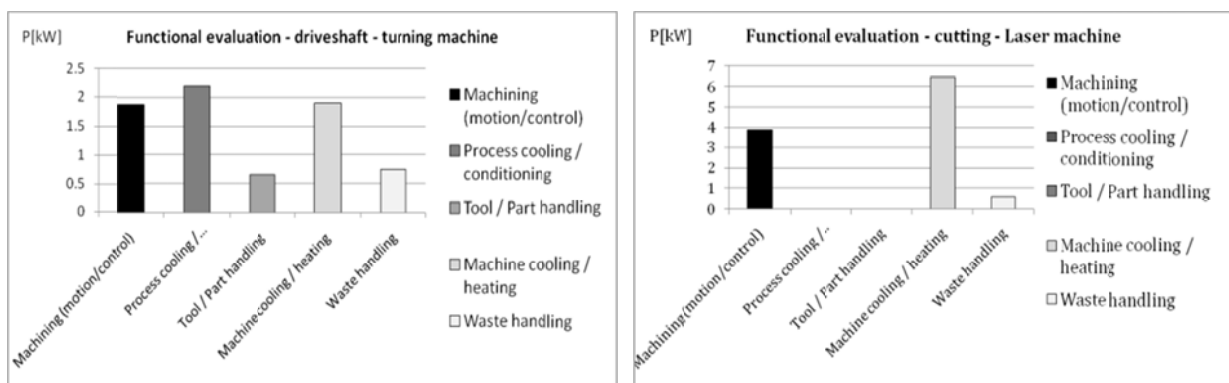 P[kW]
Functional evaluation - driveshaft - turning machine
2.5
2
1.5
1
0.5
0
Machining (motion/control)
Process cooling /...
Tool / Part handling
Machine cooling / heating
Waste handling
Machining
(motion/control)
Process cooling /
conditioning
Tool / Part handling
Machine cooling /
heating
Waste handling
P[kW]
Functional evaluation - cutting - Laser machine
7
6
5
4
3
2
1
0
Machining (motion/control)
Process cooling /..
Tool / Part handling
Machine cooling / heating
Waste handling
Machining
(motion/control)
Process cooling /
conditioning
Tool / Part handling
Machine cooling /
heating
Waste handling